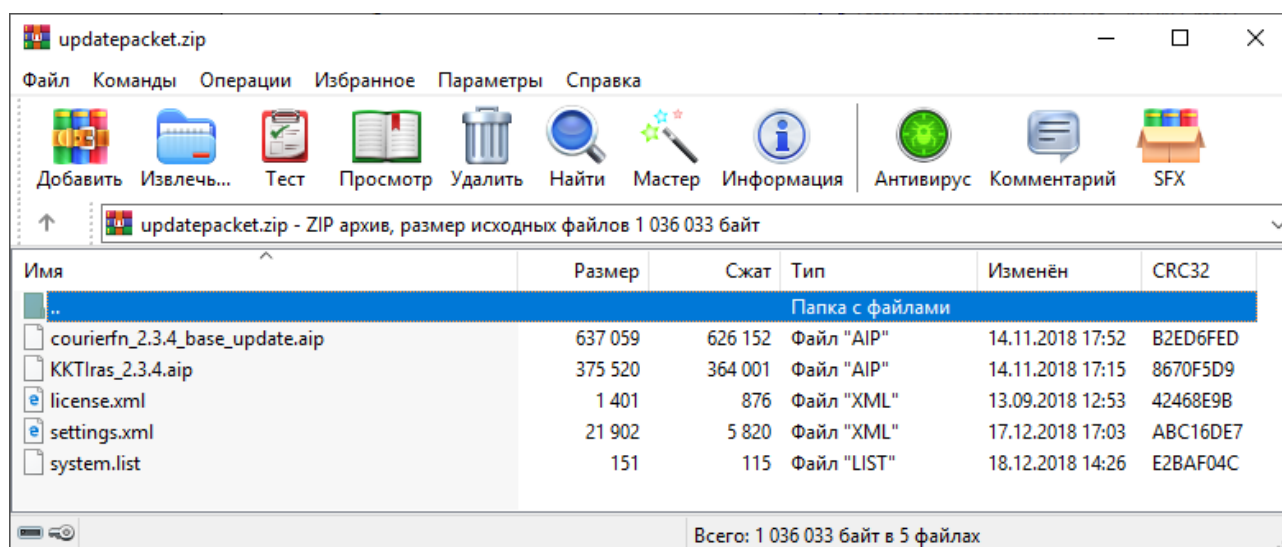 updatepacket.zip
Файл Команды Операции Избранное Параметры Справка
Добавить Извлечь... Тест Просмотр Удалить Найти Мастер Информация Антивирус Комментарий SFX
updatepacket.zip - ZIP архив, размер исходных файлов 1 036 033 байт
Имя Размер Сжат Тип Изменён CRC32
.. Папка с файлами
courierfn_2.3.4_base_update.aip 637 059 626 152 Файл "AIP" 14.11.2018 17:52 B2ED6FED
KKTIras_2.3.4.aip 375 520 364 001 Файл "AIP" 14.11.2018 17:15 8670F5D9
license.xml 1 401 876 Файл "XML" 13.09.2018 12:53 42468E9B
settings.xml 21 902 5 820 Файл "XML" 17.12.2018 17:03 ABC16DE7
system.list 151 115 Файл "LIST" 18.12.2018 14:26 E2BAF04C
Всего: 1 036 033 байт в 5 файлах